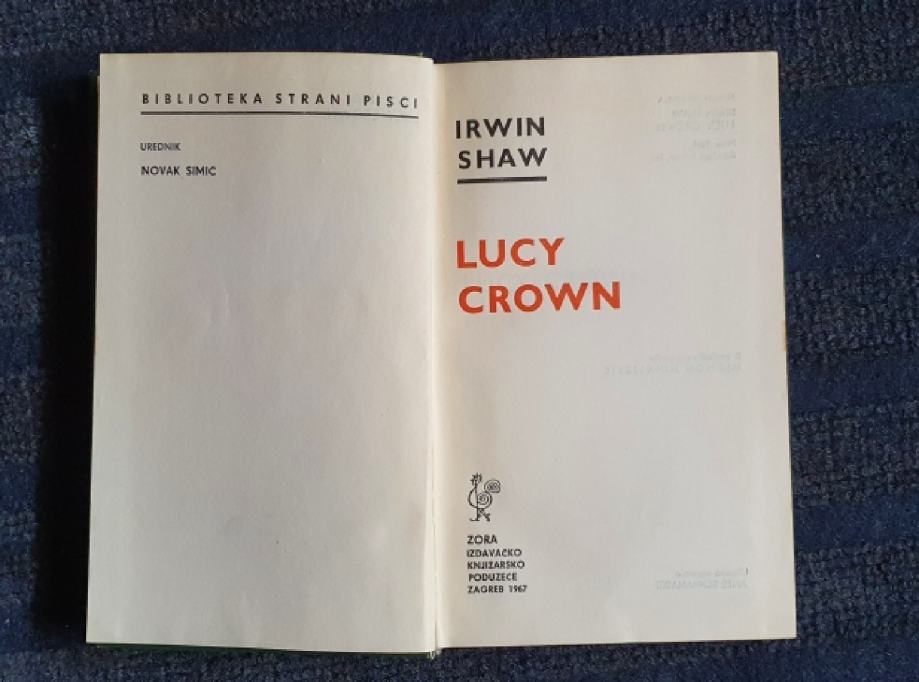 BIBLIOTEKA STRANI PISCI
UREDNIK
NOVAK SIMIC
IRWIN
SHAW
LUCY
CROWN
ZORA
IZDAVAČKO
KNJIŽARSKO
PODUZEĆE
ZAGREB 1967